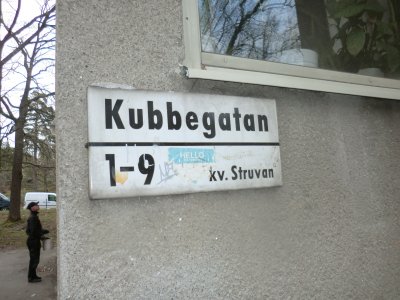 Kubbegatan
1-9 HELLO kv. Struvan